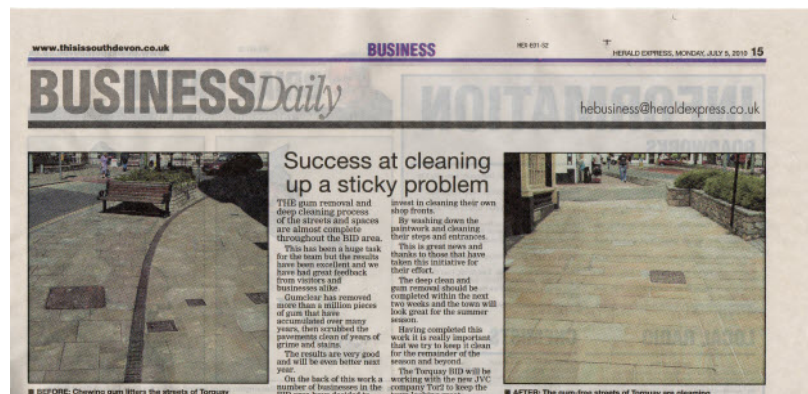 www.thisissouthdevon.co.uk
BUSINESS
HERALD EXPRESS, MONDAY, JULY 5, 2010 15
BUSINESS Daily
hebusiness@heraldexpress.co.uk
Success at cleaning
up a sticky problem
THE gum removal and
deep cleaning process
of the streets and spaces
are almost complete
throughout the BID area.
This has been a huge task
for the team but the results
have been excellent and we
have had great feedback
from visitors and
businesses alike.
Gumclear has removed
more than a million pieces
of gum that have
accumulated over many
years, then scrubbed the
pavements clean of years of
grime and stains.
The results are very good
and will be even better next
year.
On the back of this work a
number of businesses in the
invest in cleaning their own
shop fronts.
By washing down the
paintwork and cleaning
their steps and entrances.
This is great news and
thanks to those that have
taken this initiative for
their effort.
The deep clean and
gum removal should be
completed within the next
two weeks and the town will
look great for the summer
season.
Having completed this
work it is really important
that we try to keep it clean
for the remainder of the
season and beyond.
The Torquay BID will be
working with the new JVC
company Tor2 to keep the
BEFORE: Chewing gum litters the streets of Torquay
AFTER: The gum-free streets of Torquay are gleaming